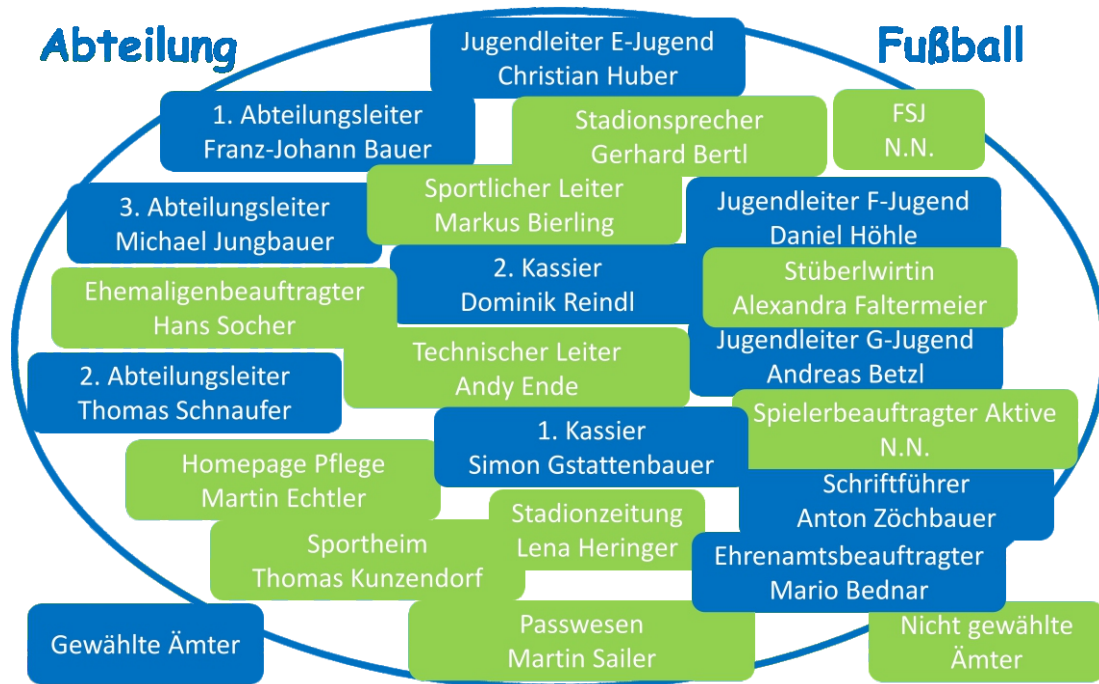 Abteilung
Fußball
Jugendleiter E-Jugend
Christian Huber
1. Abteilungsleiter
Franz-Johann Bauer
Stadionsprecher
Gerhard Bertl
FSJ
N.N.
Sportlicher Leiter
Markus Bierling
3. Abteilungsleiter
Michael Jungbauer
Jugendleiter F-Jugend
Daniel Höhle
2. Kassier
Dominik Reindl
Stüberlwirtin
Alexandra Faltermeier
Ehemaligenbeauftragter
Hans Socher
Technischer Leiter
Andy Ende
Jugendleiter G-Jugend
Andreas Betzl
2. Abteilungsleiter
Thomas Schnaufer
Spielerbeauftragter Aktive
N.N.
1. Kassier
Simon Gstattenbauer
Homepage Pflege
Martin Echtler
Schriftführer
Anton Zöchbauer
Stadionzeitung
Lena Heringer
Sportheim
Thomas Kunzendorf
Ehrenamtsbeauftragter
Mario Bednar
Gewählte Ämter
Passwesen
Martin Sailer
Nicht gewählte
Ämter